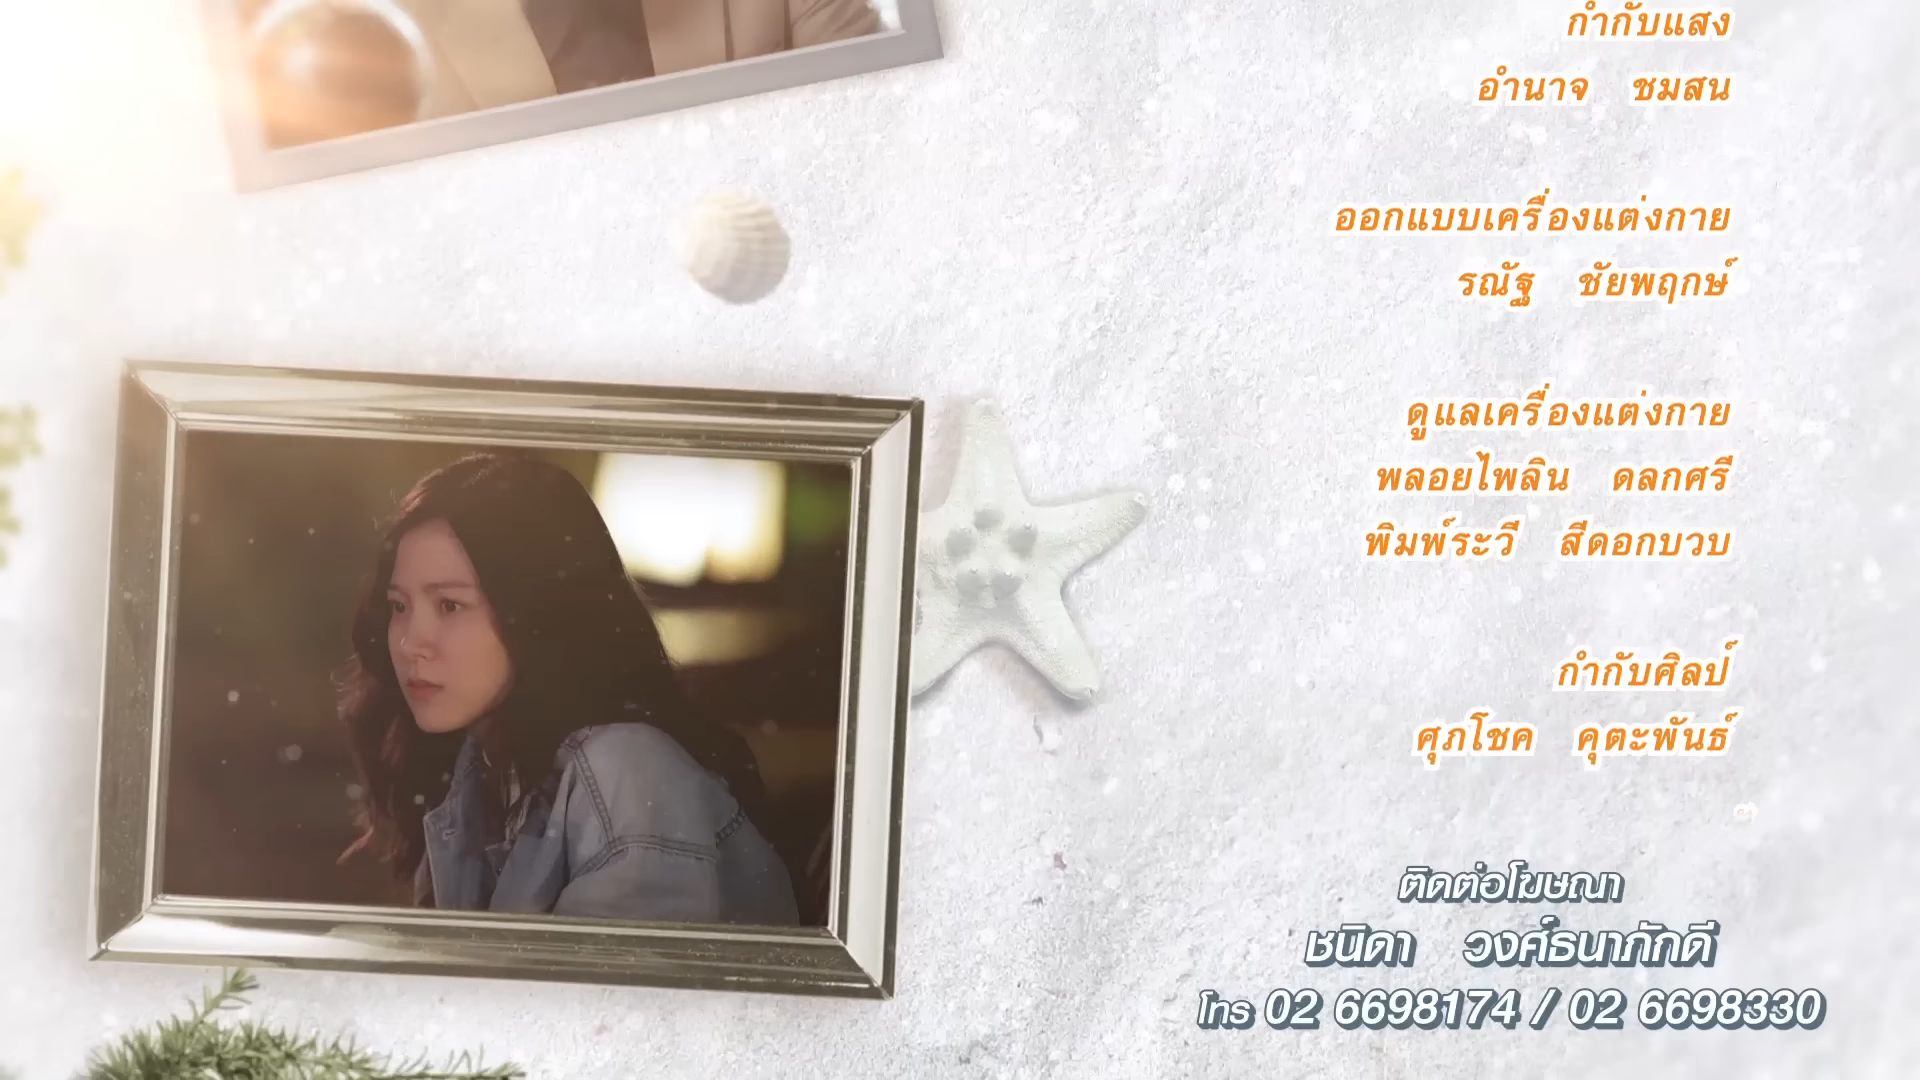 กำกับแสง
อำนาจ ชมสน
ออกแบบเครื่องแต่งกาย
รณัฐ ชัยพฤกษ์
ดูแลเครื่องแต่งกาย
พลอยไพลิน ดลกศรี
พิมพ์ระวี สีดอกบวบ
กำกับศิลป์
ศุภโชค คุตะพันธ์
ติดต่อโฆษณา
ชนิดา วงศ์ธนาภักดี
โทร 02 6698174 / 02 6698330